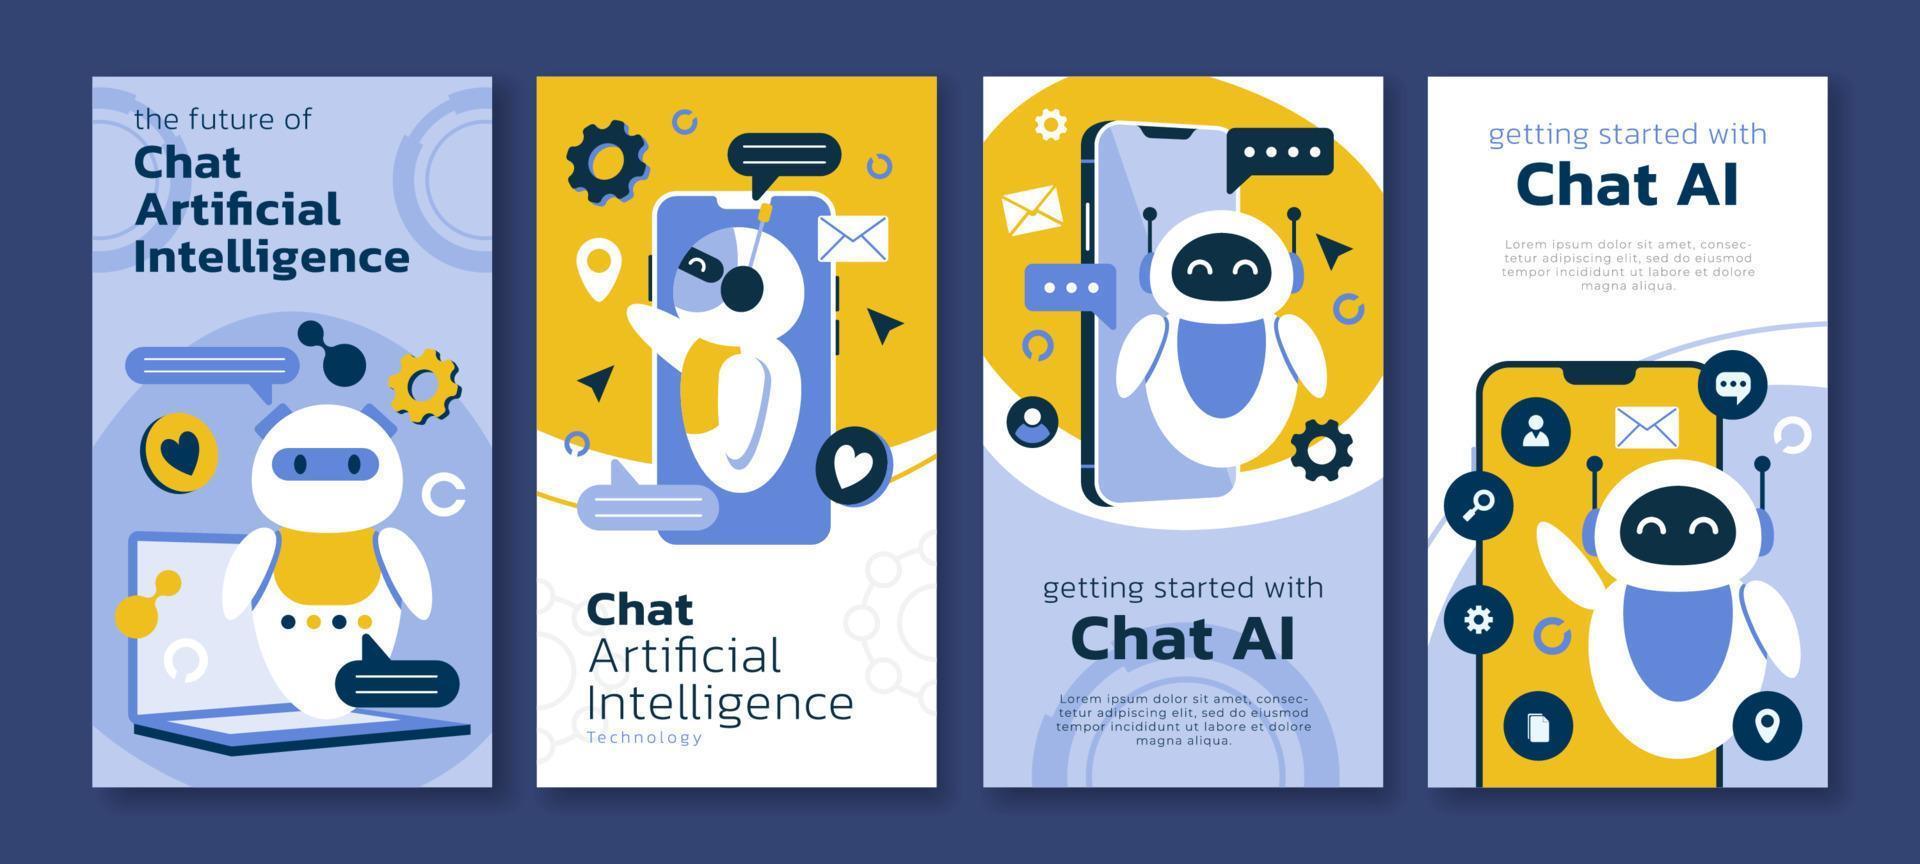 the future of
Chat
Artificial
Intelligence
Chat
Artificial
Intelligence
Technology
getting started with
Chat AI
Lorem ipsum dolor sit amet, consec-
tetur adipiscing elit, sed do eiusmod
tempor incididunt ut labore et dolore
magna aliqua.
getting started with
Chat AI
Lorem ipsum dolor sit amet, consec-
tetur adipiscing elit, sed do eiusmod
tempor incididunt ut labore et dolore
magna aliqua.